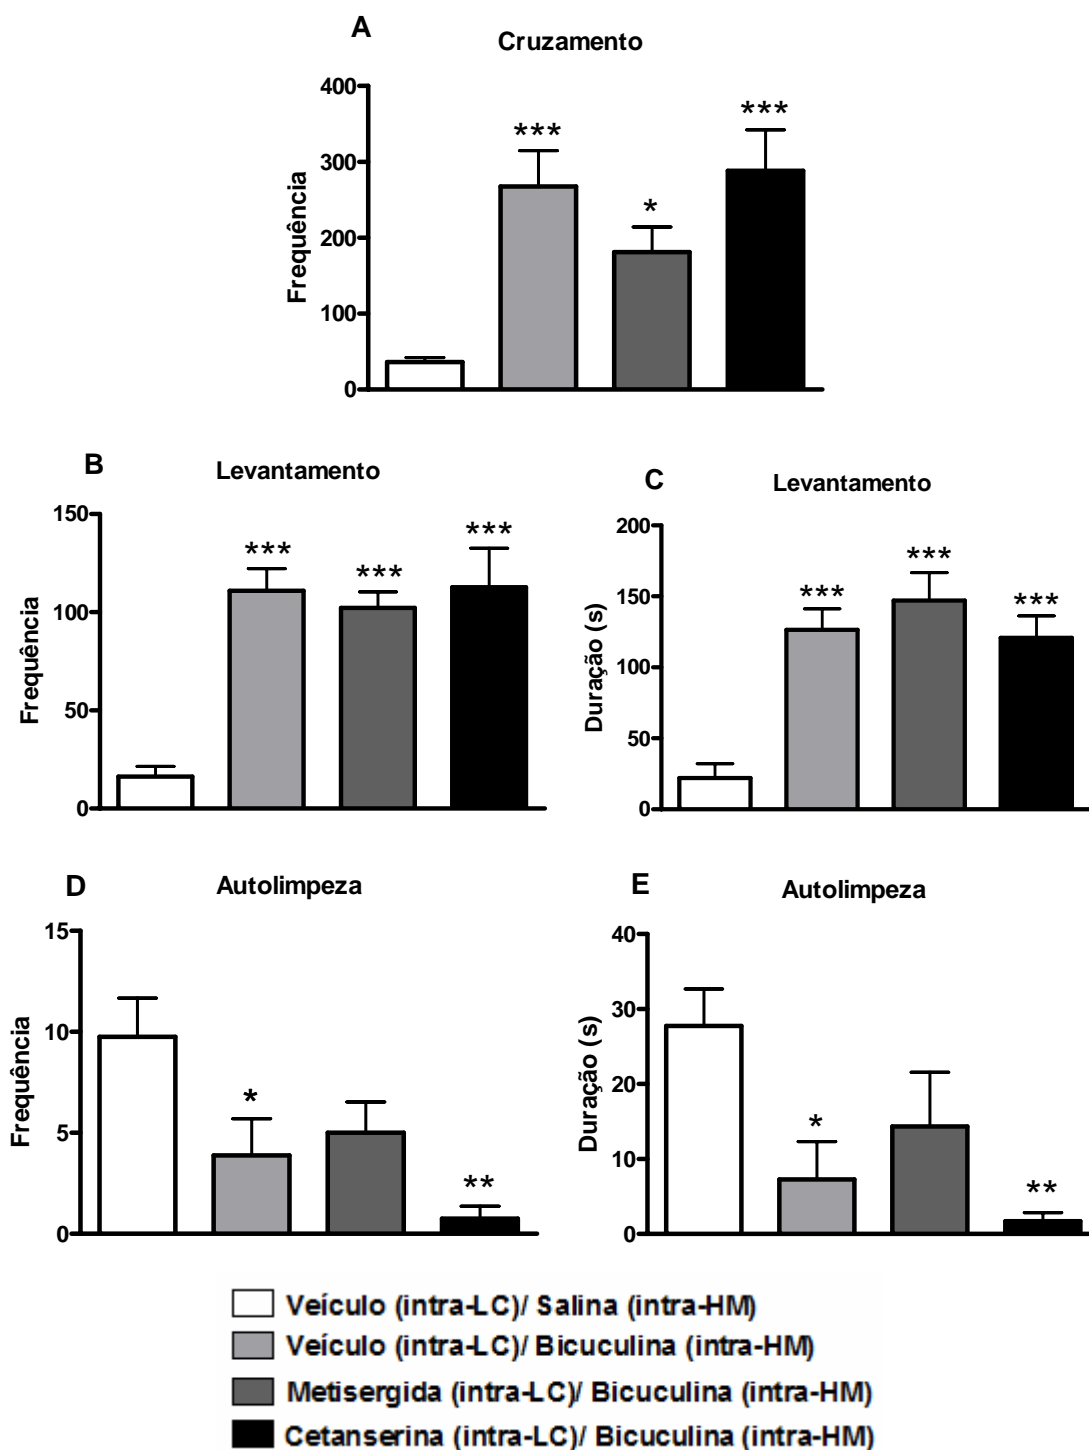 A
Cruzamento
Frequência
400
300
200
100
0
***
*
***
B
Levantamento
Frequência
150
100
50
0
***
***
***
C
Levantamento
Duração (s)
200
150
100
50
0
***
***
***
D
Autolimpeza
Frequência
15
10
5
0
*
**
E
Autolimpeza
Duração (s)
40
30
20
10
0
*
**
Veículo (intra-LC)/ Salina (intra-HM)
Veículo (intra-LC)/ Bicuculina (intra-HM)
Metisergida (intra-LC)/ Bicuculina (intra-HM)
Cetanserina (intra-LC)/ Bicuculina (intra-HM)